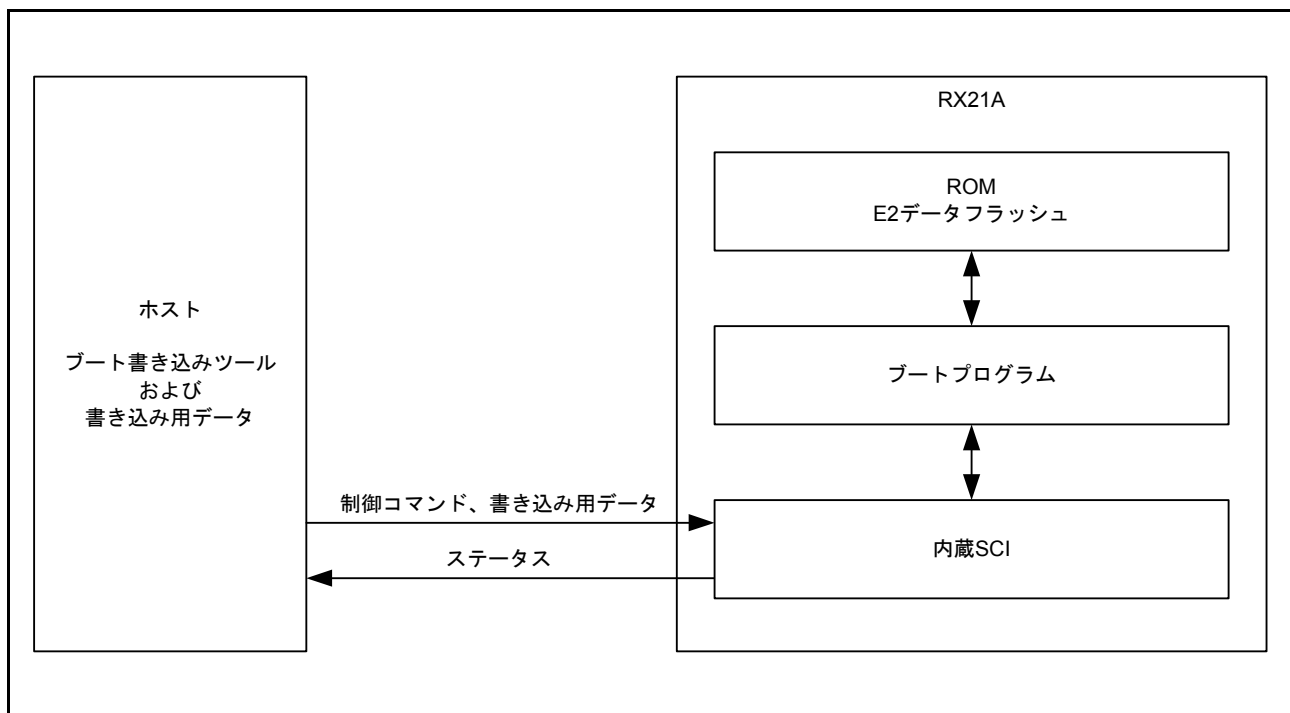 RX21A
ROM
E2データフラッシュ
ホスト
ブート書き込みツール
および
書き込み用データ
ブートプログラム
制御コマンド、書き込み用データ
ステータス
内蔵SCI